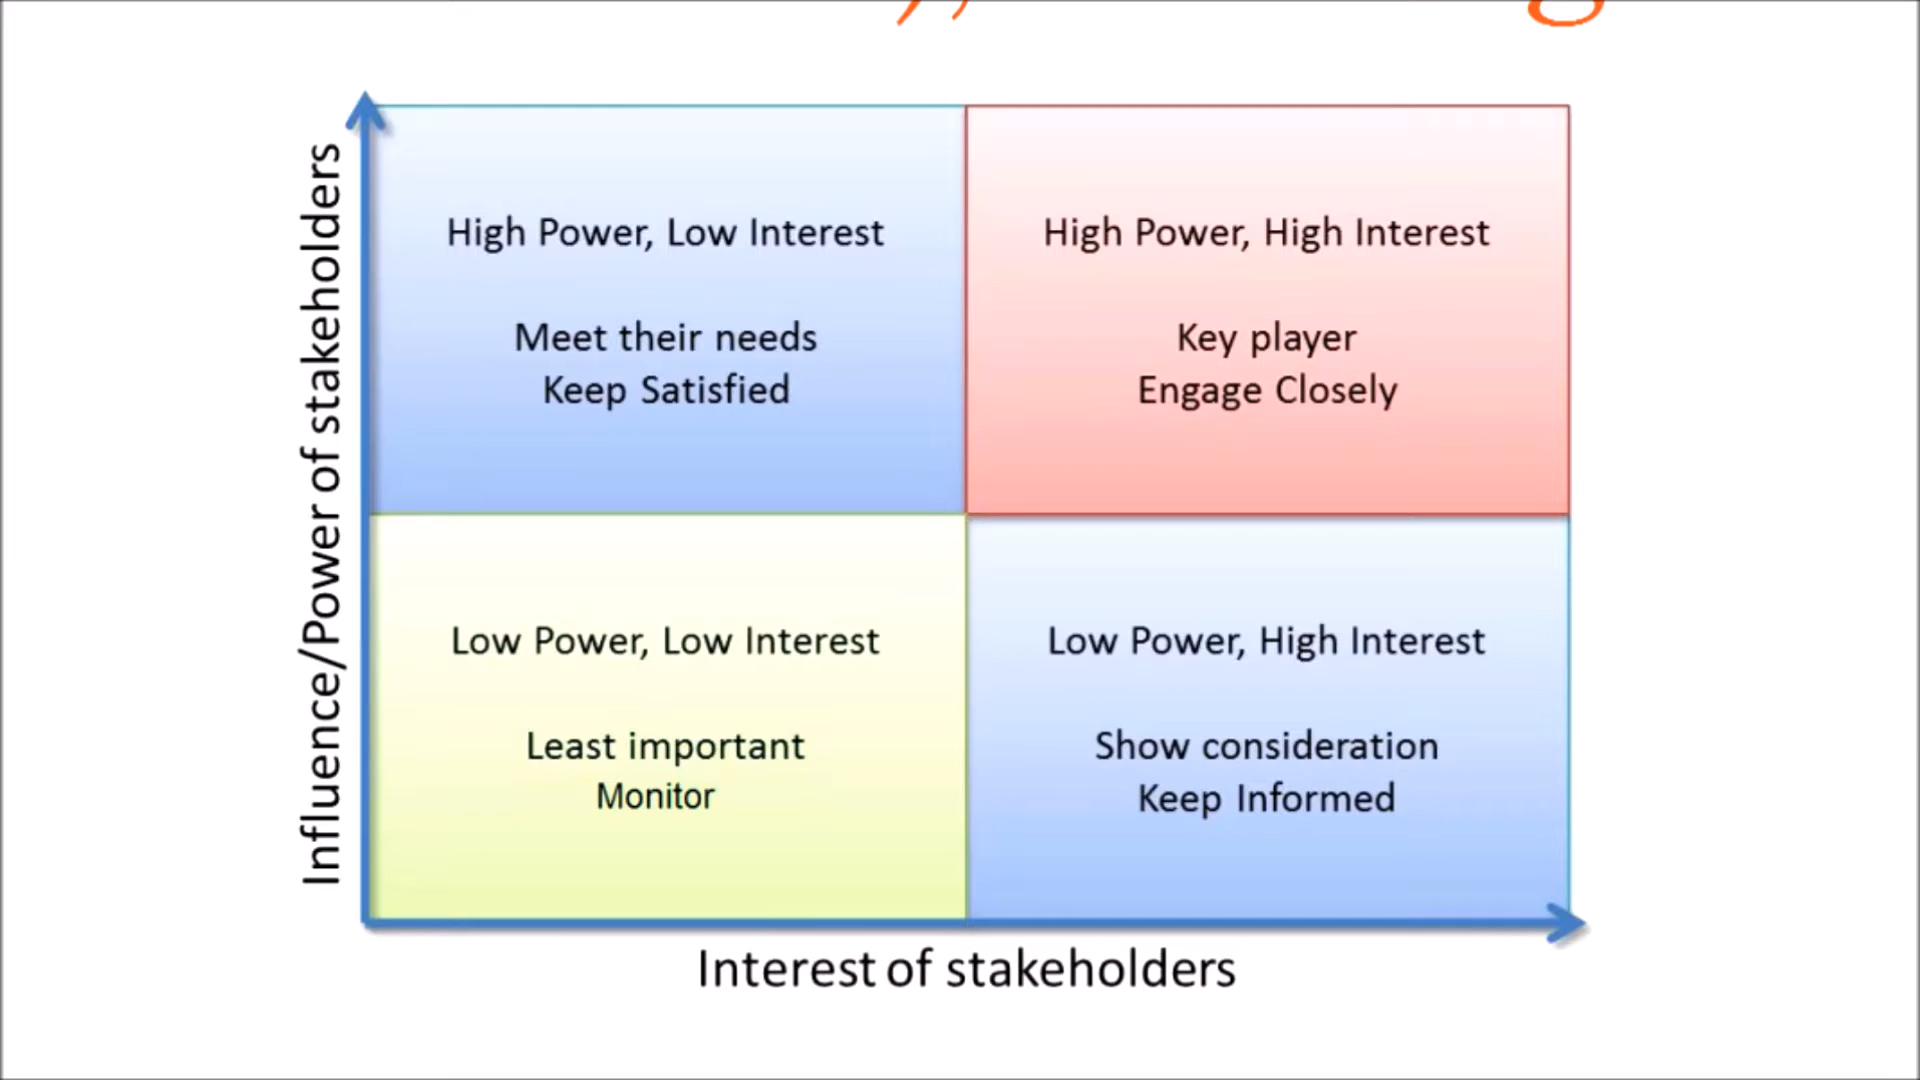 Influence/Power of stakeholders
High Power, Low Interest
Meet their needs
Keep Satisfied
High Power, High Interest
Key player
Engage Closely
Low Power, Low Interest
Least important
Monitor
Low Power, High Interest
Show consideration
Keep Informed
Interest of stakeholders